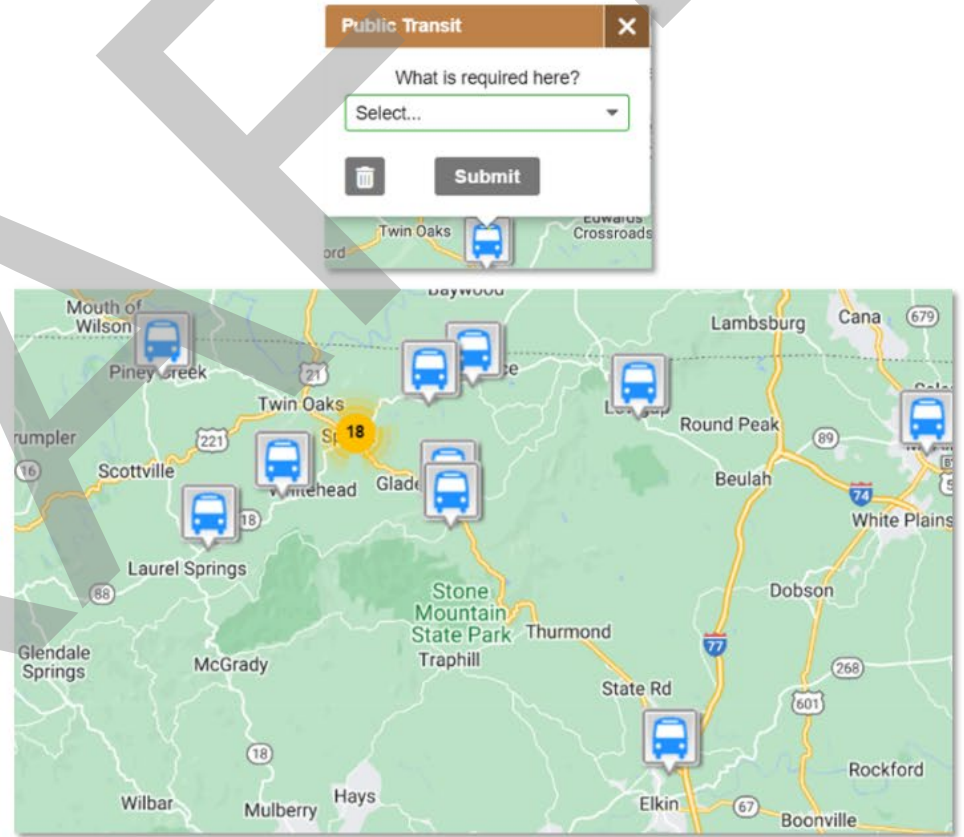 Public Transit
What is required here?
Select...
Submit
Twin Oaks
Edwards
Crossroads
ord
Baywood
Mouth of
Wilson
Lambsburg
Cana
679
Piney Creek
21
Twin Oaks
18
rumpler
221
Round Peak
89
16
Scottville
Whitehead
Glade
Beulah
74
18
White Plains
Laurel Springs
88
Stone
Mountain
State Park
Dobson
Thurmond
Glendale
Springs
McGrady
Traphill
77
268
State Rd
601
18
Rockford
Wilbar
Mulberry
Hays
Elkin
67
Boonville